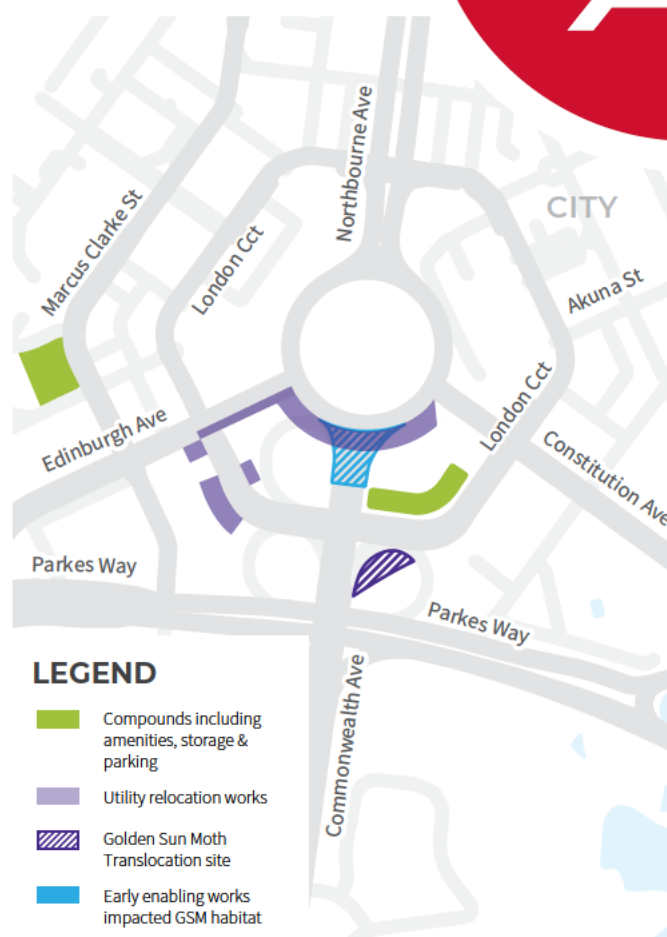 Northbourne Ave
CITY
Marcus Clarke St
London Cct
Akuna St
London Cct
Edinburgh Ave
Constitution Ave
Parkes Way
Parkes Way
Commonwealth Ave
LEGEND
Compounds including
amenities, storage &
parking
Utility relocation works
Golden Sun Moth
Translocation site
Early enabling works
impacted GSM habitat